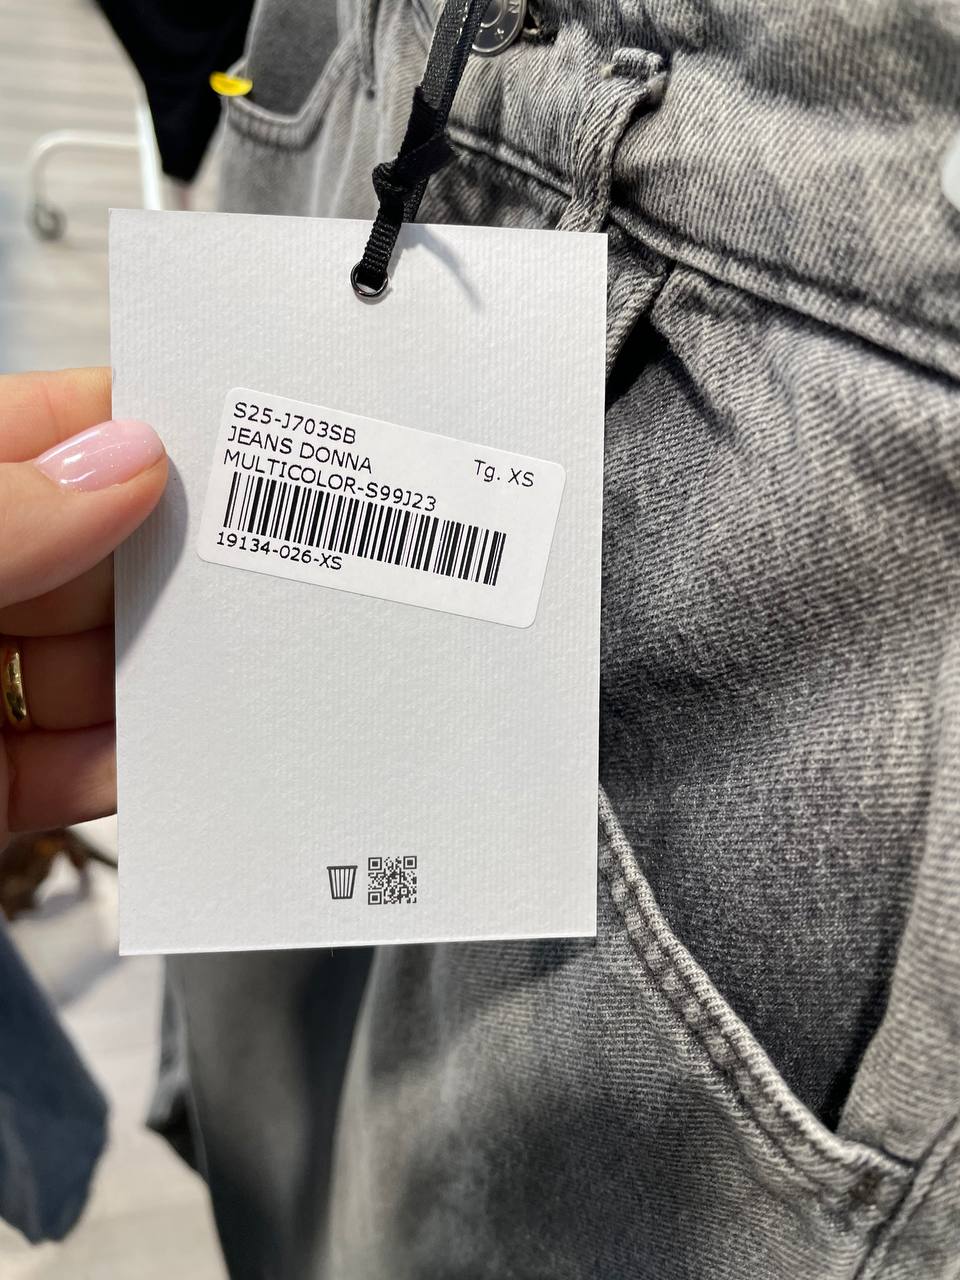 S25-J703SB
JEANS DONNA
Tg. XS
MULTICOLOR-S99J23
19134-026-XS